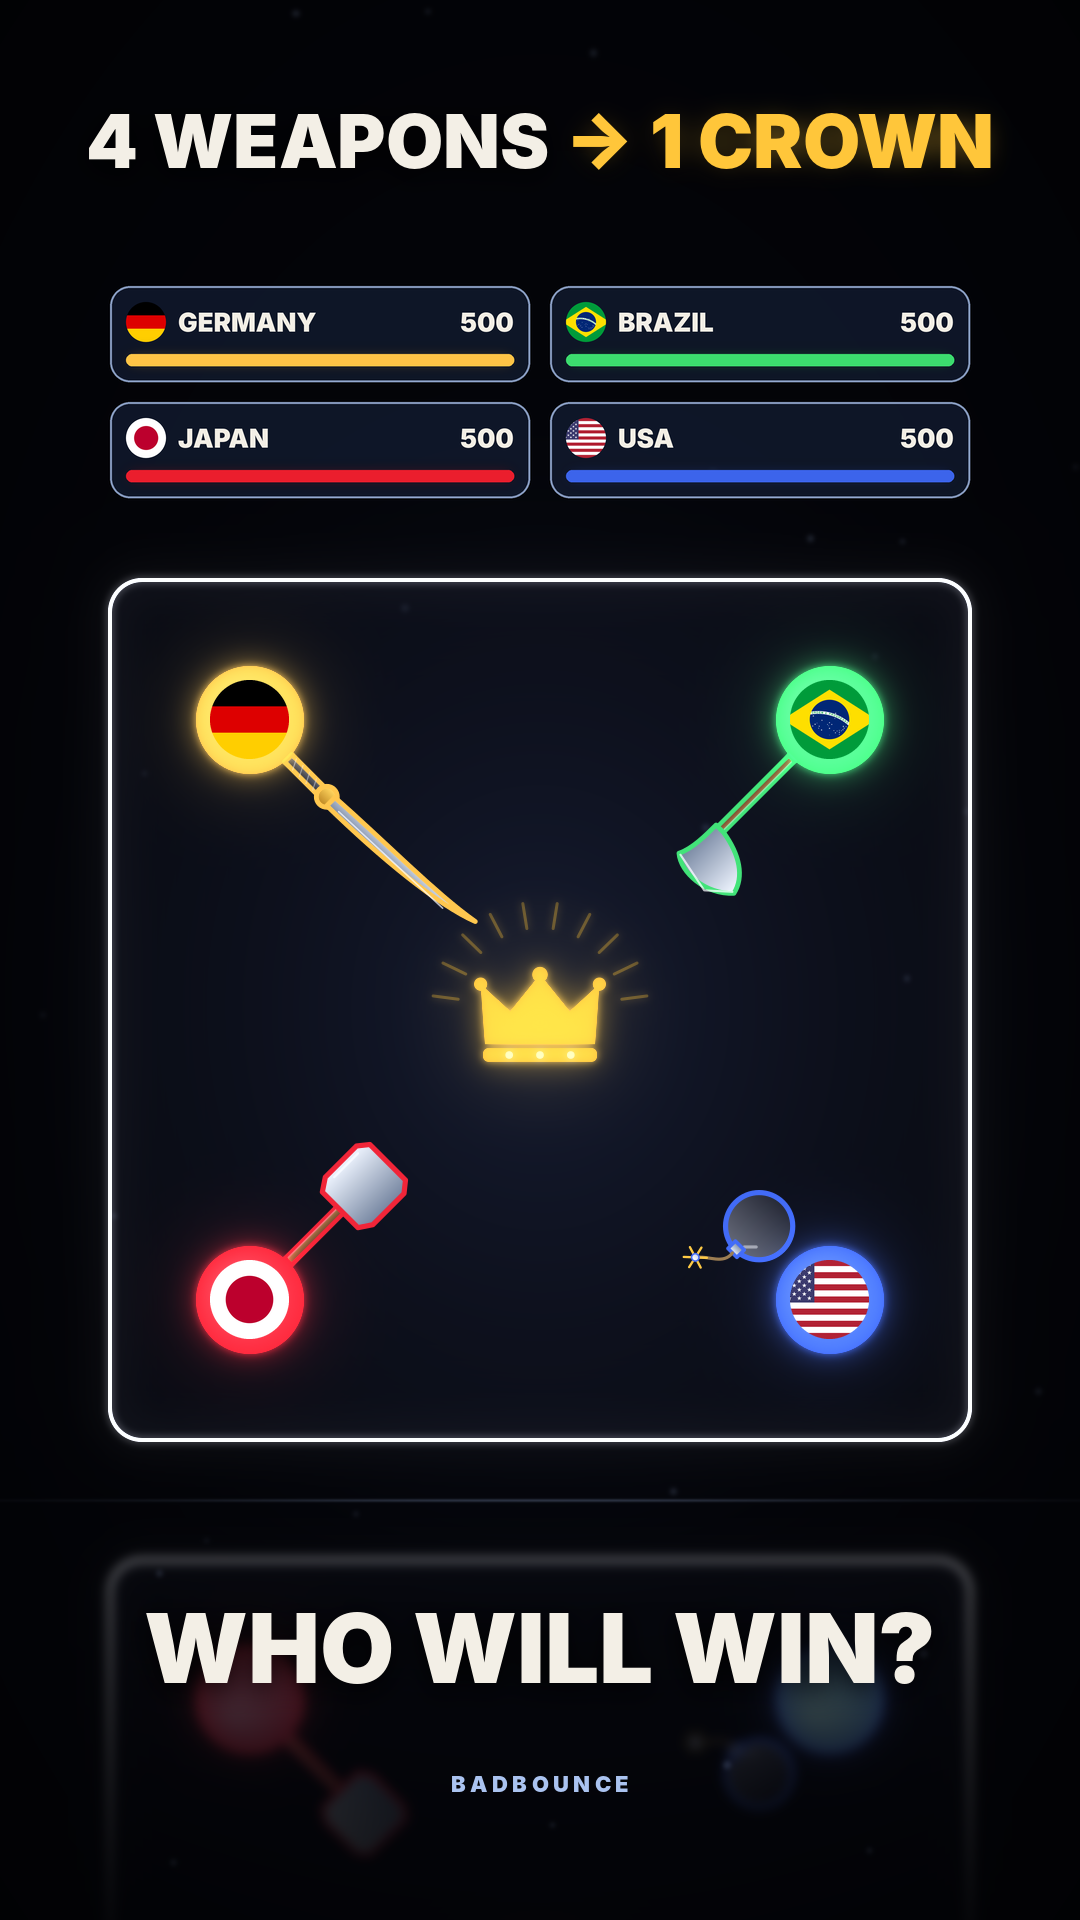 4 WEAPONS → 1 CROWN
GERMANY 500
BRAZIL 500
JAPAN 500
USA 500
WHO WILL WIN?
BADBOUNCE